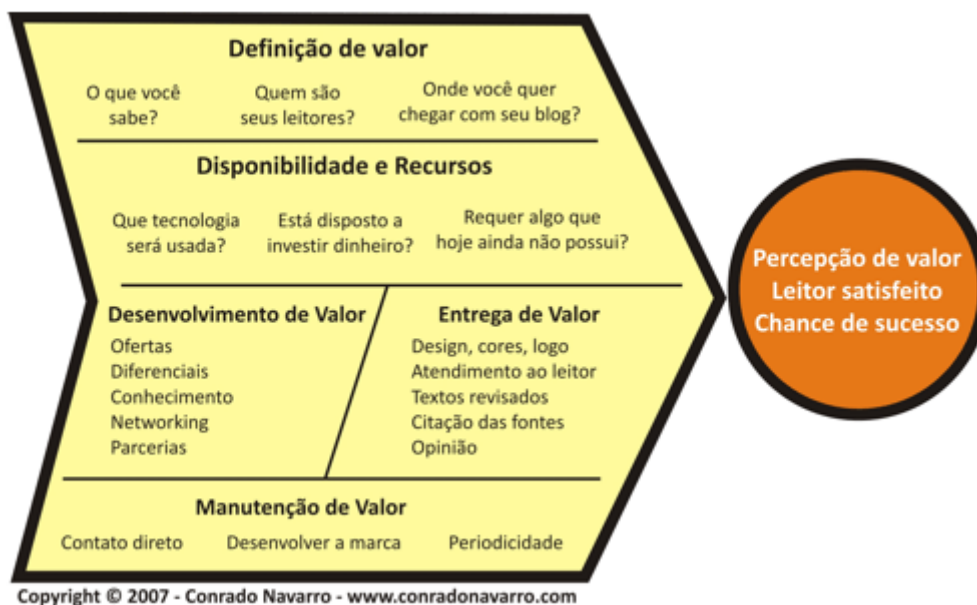 Definição de valor
O que você
sabe?
Quem são
seus leitores?
Onde você quer
chegar com seu blog?
Disponibilidade e Recursos
Que tecnologia
será usada?
Está disposto a
investir dinheiro?
Requer algo que
hoje ainda não possui?
Desenvolvimento de Valor
Ofertas
Diferenciais
Conhecimento
Networking
Parcerias
Entrega de Valor
Design, cores, logo
Atendimento ao leitor
Textos revisados
Citação das fontes
Opinião
Manutenção de Valor
Contato direto
Desenvolver a marca
Periodicidade
Percepção de valor
Leitor satisfeito
Chance de sucesso
Copyright © 2007 - Conrado Navarro - www.conradonavarro.com